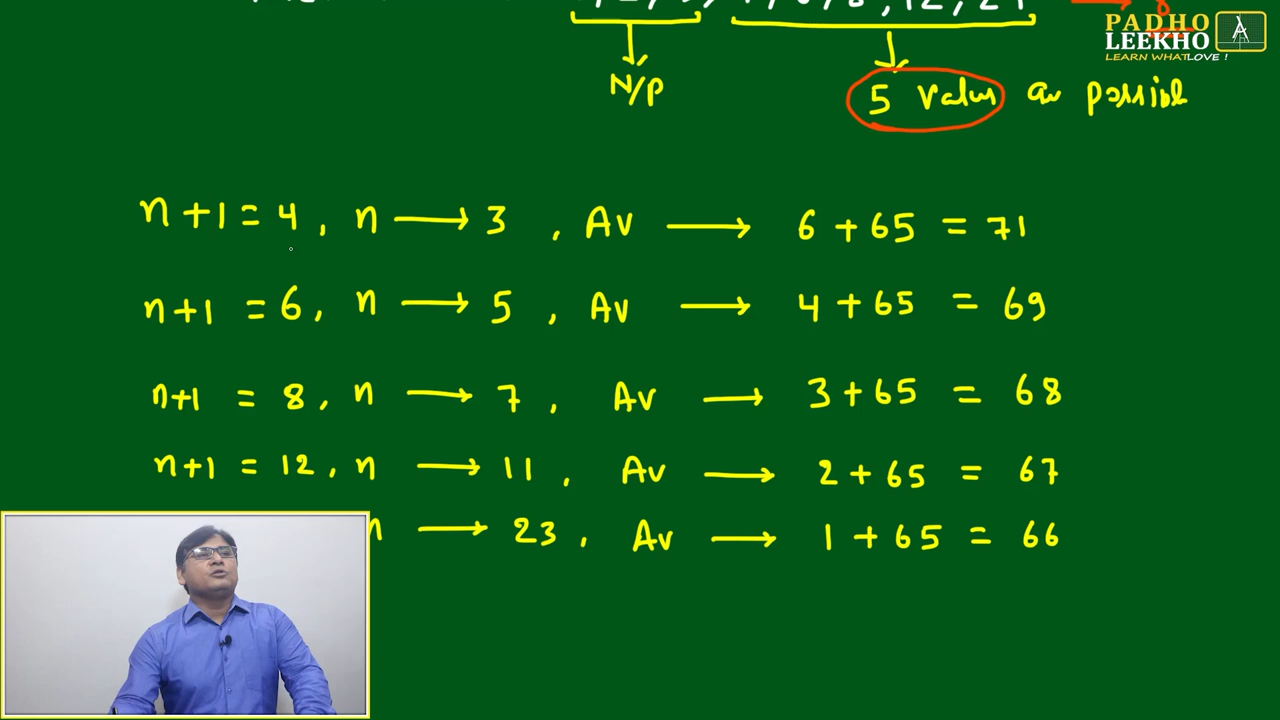 PADHO
LEEKHO
LEARN WHAT LOVE !
N/P
5 values are possible
n+1 = 4, n → 3, Av → 6+65 = 71
n+1 = 6, n → 5, Av → 4+65 = 69
n+1 = 8, n → 7, Av → 3+65 = 68
n+1 = 12, n → 11, Av → 2+65 = 67
n → 23, Av → 1+65 = 66